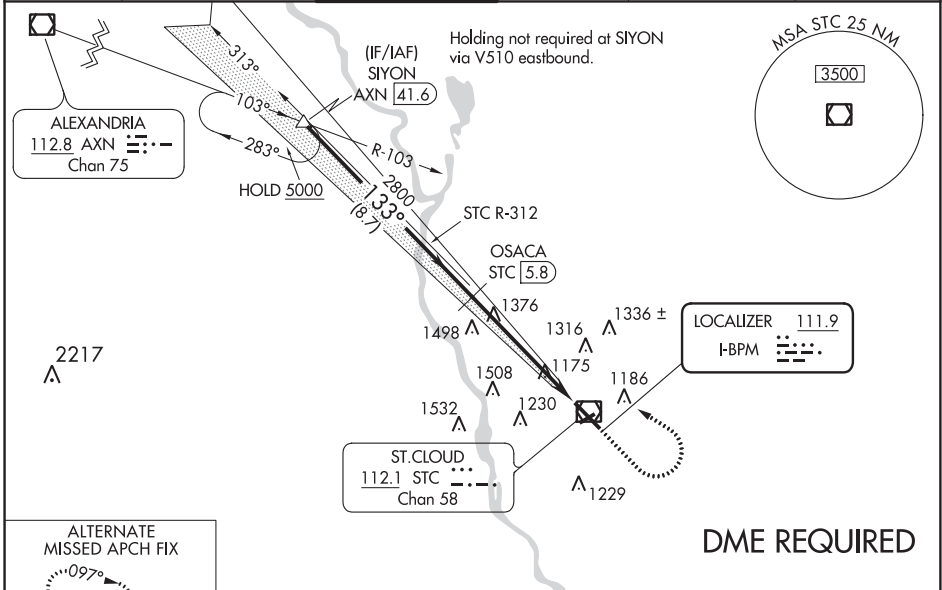 MSA STC 25 NM
3500
Holding not required at SIYON
via V510 eastbound.
(IF/IAF)
SIYON
AXN 41.6
313°
103°
283°
R-103
HOLD 5000
ALEXANDRIA
112.8 AXN
Chan 75
2800
133°
(8.7)
STC R-312
OSACA
STC 5.8
1376
1498
1316
1336 ±
1175
1186
1508
1230
1532
2217
1229
LOCALIZER 111.9
I-BPM
ST.CLOUD
112.1 STC
Chan 58
DME REQUIRED
ALTERNATE
MISSED APCH FIX
097°